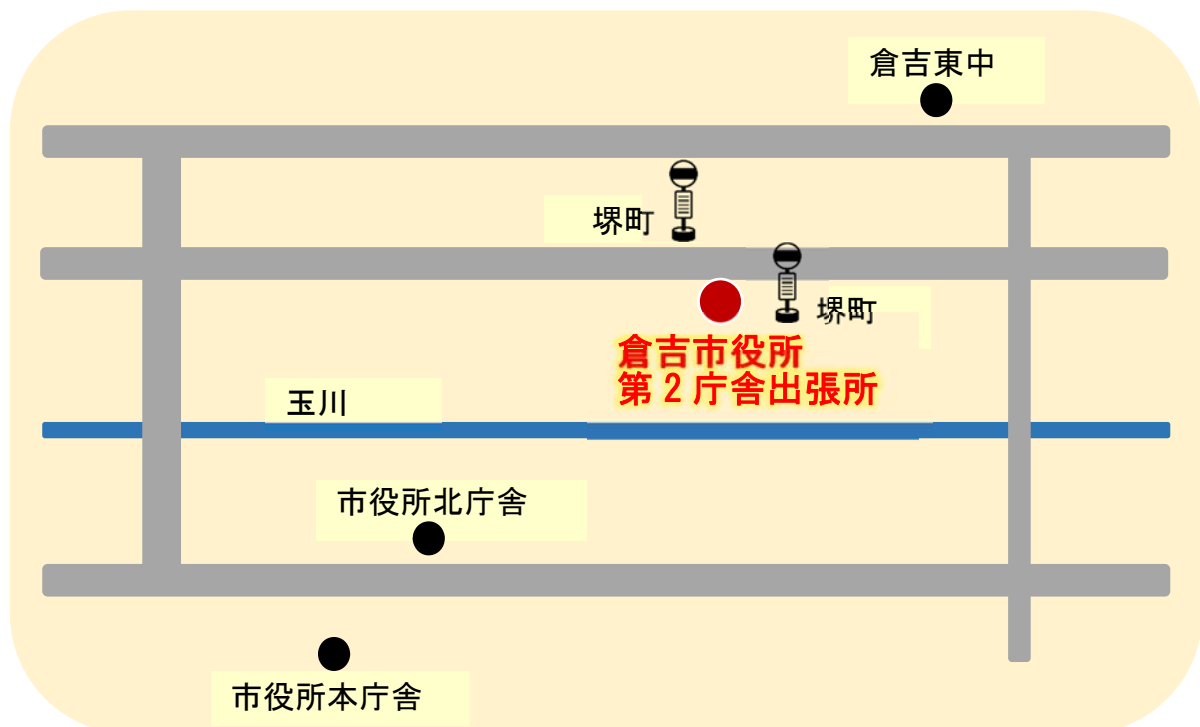 倉吉東中
堺町
堺町
倉吉市役所
第２庁舎出張所
玉川
市役所北庁舎
市役所本庁舎